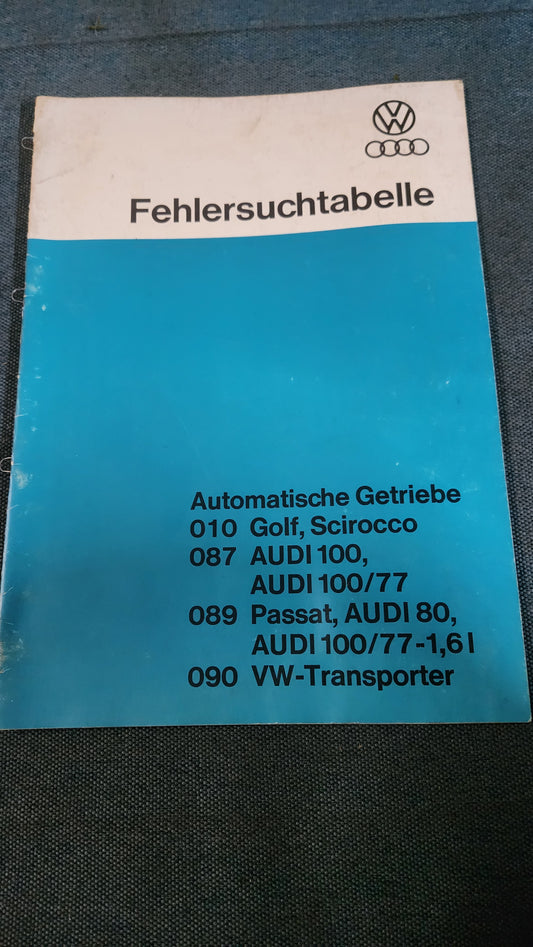 Fehlersuchtabelle
Automatische Getriebe
010 Golf, Scirocco
087 AUDI 100,
AUDI 100/77
089 Passat, AUDI 80,
AUDI 100/77-1,6 l
090 VW-Transporter